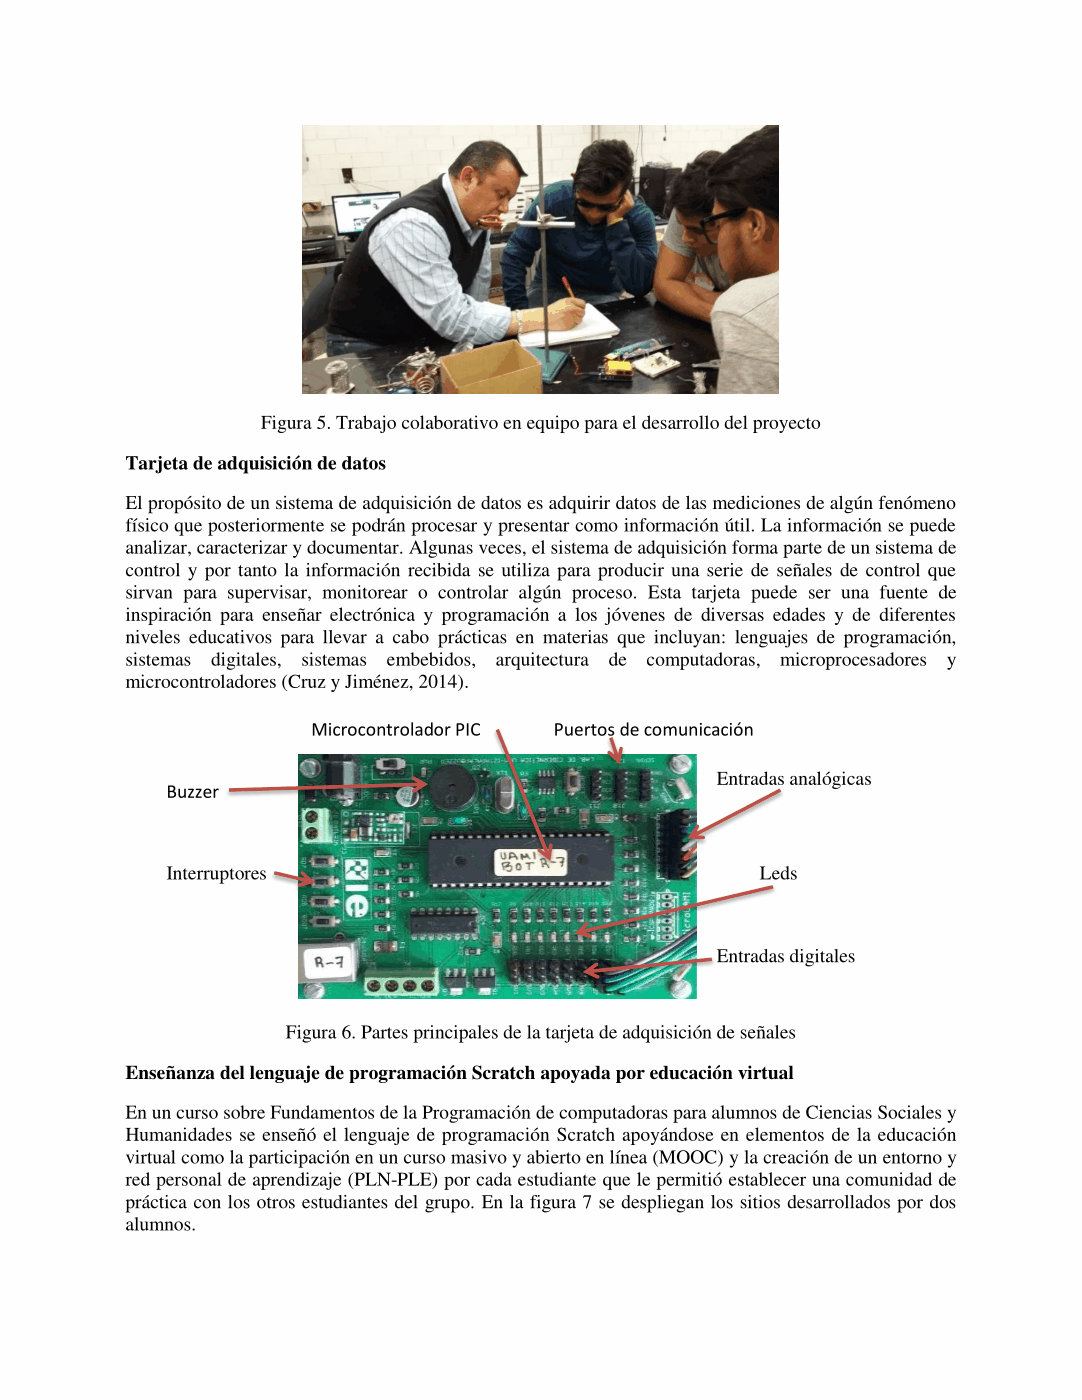 Figura 5. Trabajo colaborativo en equipo para el desarrollo del proyecto
Tarjeta de adquisición de datos
El propósito de un sistema de adquisición de datos es adquirir datos de las mediciones de algún fenómeno
físico que posteriormente se podrán procesar y presentar como información útil. La información se puede
analizar, caracterizar y documentar. Algunas veces, el sistema de adquisición forma parte de un sistema de
control y por tanto la información recibida se utiliza para producir una serie de señales de control que
sirvan para supervisar, monitorear o controlar algún proceso. Esta tarjeta puede ser una fuente de
inspiración para enseñar electrónica y programación a los jóvenes de diversas edades y de diferentes
niveles educativos para llevar a cabo prácticas en materias que incluyan: lenguajes de programación,
sistemas digitales, sistemas embebidos, arquitectura de computadoras, microprocesadores y
microcontroladores (Cruz y Jiménez, 2014).
Microcontrolador PIC Puertos de comunicación
Entradas analógicas
Buzzer
UAMI
BOT R-7
Interruptores
Leds
R-7
Entradas digitales
Figura 6. Partes principales de la tarjeta de adquisición de señales
Enseñanza del lenguaje de programación Scratch apoyada por educación virtual
En un curso sobre Fundamentos de la Programación de computadoras para alumnos de Ciencias Sociales y
Humanidades se enseñó el lenguaje de programación Scratch apoyándose en elementos de la educación
virtual como la participación en un curso masivo y abierto en línea (MOOC) y la creación de un entorno y
red personal de aprendizaje (PLN-PLE) por cada estudiante que le permitió establecer una comunidad de
práctica con los otros estudiantes del grupo. En la figura 7 se despliegan los sitios desarrollados por dos
alumnos.